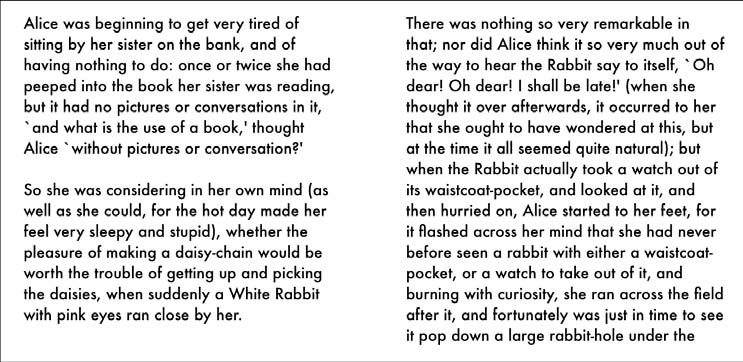 Alice was beginning to get very tired of
sitting by her sister on the bank, and of
having nothing to do: once or twice she had
peeped into the book her sister was reading,
but it had no pictures or conversations in it,
`and what is the use of a book,' thought
Alice `without pictures or conversation?'

So she was considering in her own mind (as
well as she could, for the hot day made her
feel very sleepy and stupid), whether the
pleasure of making a daisy-chain would be
worth the trouble of getting up and picking
the daisies, when suddenly a White Rabbit
with pink eyes ran close by her.

There was nothing so very remarkable in
that; nor did Alice think it so very much out of
the way to hear the Rabbit say to itself, `Oh
dear! Oh dear! I shall be late!' (when she
thought it over afterwards, it occurred to her
that she ought to have wondered at this, but
at the time it all seemed quite natural); but
when the Rabbit actually took a watch out of
its waistcoat-pocket, and looked at it, and
then hurried on, Alice started to her feet, for
it flashed across her mind that she had never
before seen a rabbit with either a waistcoat-
pocket, or a watch to take out of it, and
burning with curiosity, she ran across the field
after it, and fortunately was just in time to see
it pop down a large rabbit-hole under the